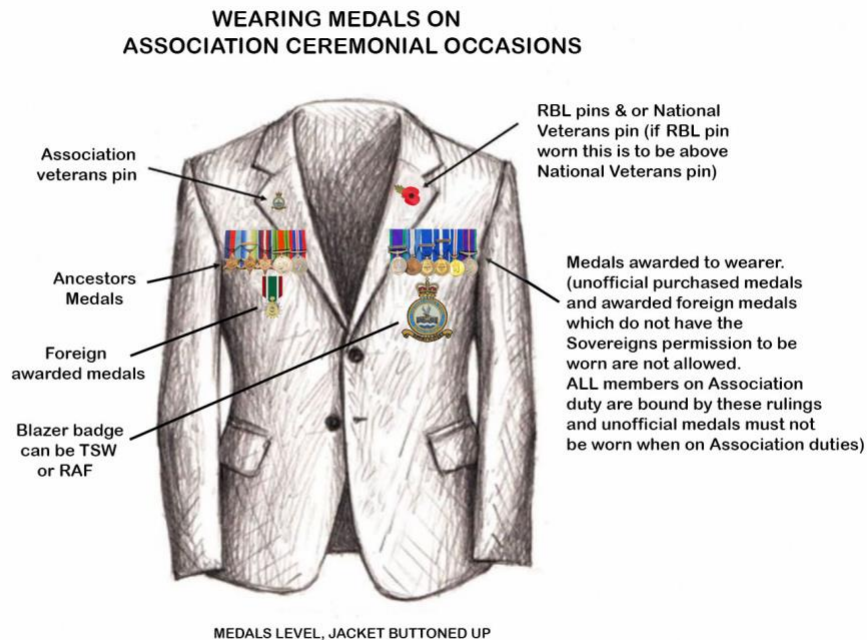 WEARING MEDALS ON
ASSOCIATION CEREMONIAL OCCASIONS
Association
veterans pin
RBL pins & or National
Veterans pin (if RBL pin
worn this is to be above
National Veterans pin)
Ancestors
Medals
Medals awarded to wearer.
(unofficial purchased medals
and awarded foreign medals
which do not have the
Sovereigns permission to be
worn are not allowed.
ALL members on Association
duty are bound by these rulings
and unofficial medals must not
be worn when on Association duties)
Foreign
awarded medals
Blazer badge
can be TSW
or RAF
MEDALS LEVEL, JACKET BUTTONED UP